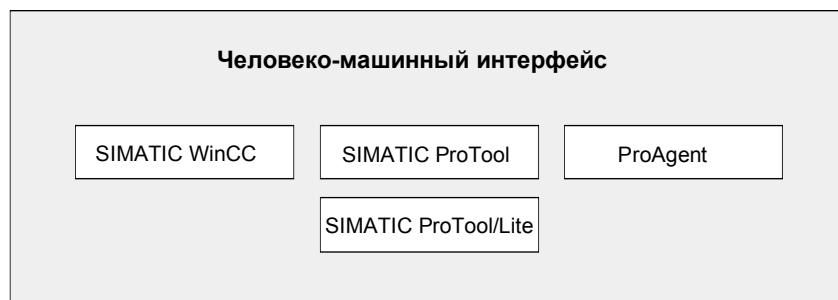 Человеко-машинный интерфейс
SIMATIC WinCC
SIMATIC ProTool
ProAgent
SIMATIC ProTool/Lite